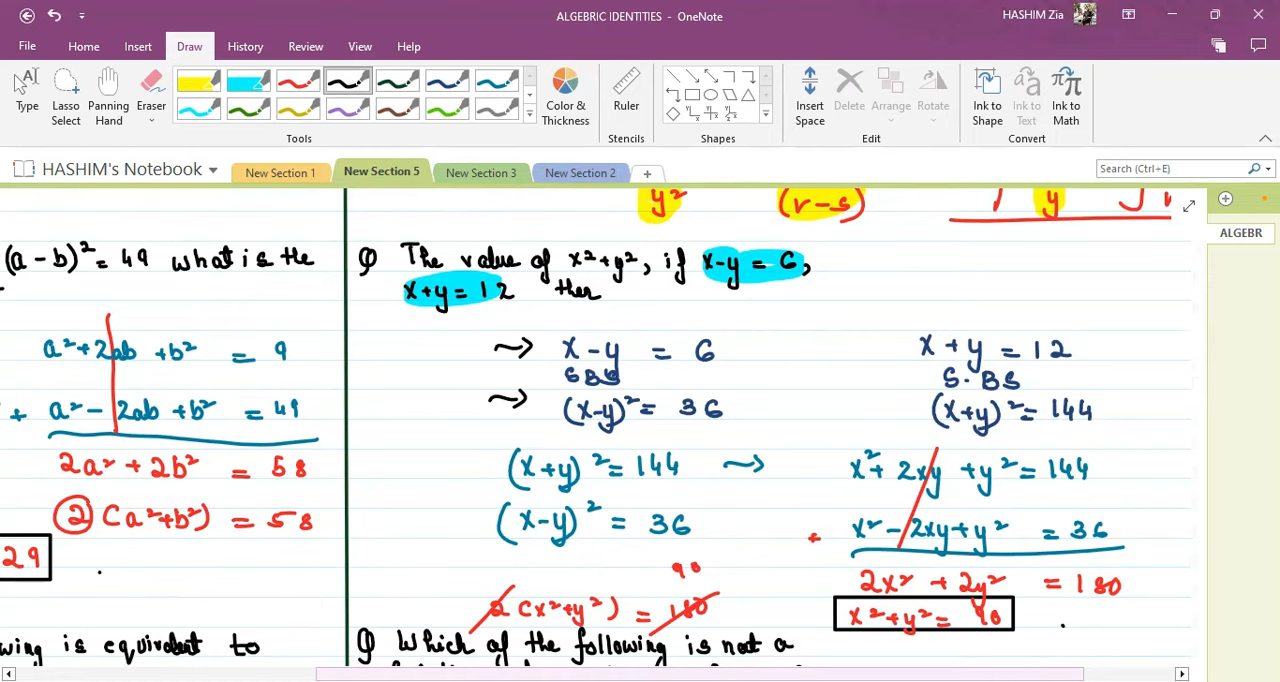 ALGEBRIC IDENTITIES - OneNote
HASHIM Zia
File Home Insert Draw History Review View Help
Type
Lasso Select
Panning Hand
Eraser
Color & Thickness
Ruler
Insert Space
Delete
Arrange
Rotate
Ink to Shape
Ink to Text
Ink to Math
Tools
Stencils
Shapes
Edit
Convert
HASHIM's Notebook
New Section 1
New Section 5
New Section 3
New Section 2
Search (Ctrl+E)
ALGEBR
y²
(r-s)
y
(a-b)² = 49 what is the
a² + 2ab + b² = 9
+ a² - 2ab + b² = 49
2a² + 2b² = 58
2 (a²+b²) = 58
29
owing is equivalent to
Q The value of x²+y², if x-y = 6,
x+y = 12 then
→ x-y = 6
SBS
→ (x-y)² = 36
x+y = 12
S.BS
(x+y)² = 144
(x+y)² = 144 →
(x-y)² = 36
x² + 2xy + y² = 144
+ x² - 2xy + y² = 36
2x² + 2y² = 180
x² + y² = 90
90
2(x²+y²) = 180
Q Which of the following is not a